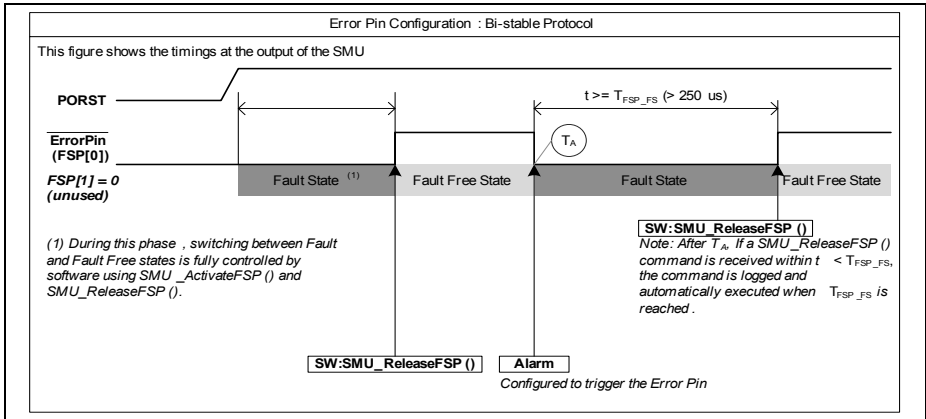 Error Pin Configuration : Bi-stable Protocol
This figure shows the timings at the output of the SMU
PORST
t >= TFSP_FS (> 250 us)
ErrorPin
(FSP[0])
TA
FSP[1] = 0
(unused)
Fault State (1)
Fault Free State
Fault State
Fault Free State
(1) During this phase , switching between Fault
and Fault Free states is fully controlled by
software using SMU _ActivateFSP () and
SMU_ReleaseFSP ().
SW:SMU_ReleaseFSP ()
Note: After TA, If a SMU_ReleaseFSP ()
command is received within t < TFSP_FS,
the command is logged and
automatically executed when TFSP_FS is
reached .
SW:SMU_ReleaseFSP ()
Alarm
Configured to trigger the Error Pin